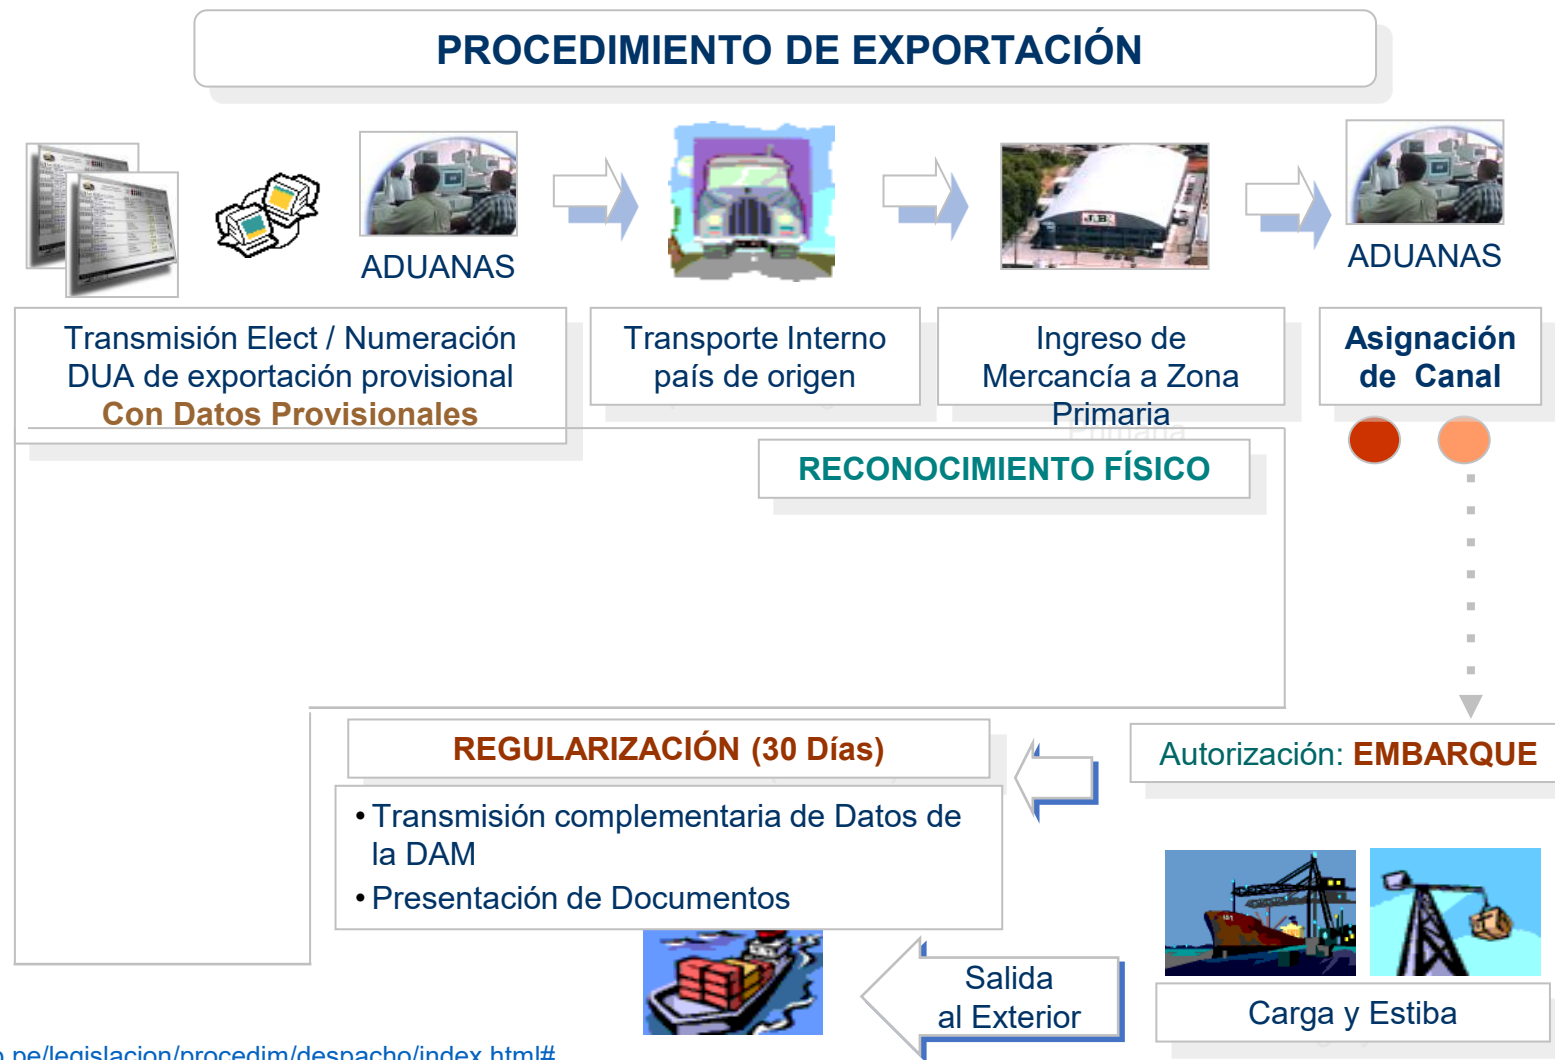 PROCEDIMIENTO DE EXPORTACIÓN
ADUANAS
ADUANAS
Transmisión Elect / Numeración
DUA de exportación provisional
Con Datos Provisionales
Transporte Interno
país de origen
Ingreso de
Mercancía a Zona
Primaria
Asignación
de Canal
RECONOCIMIENTO FÍSICO
REGULARIZACIÓN (30 Días)
• Transmisión complementaria de Datos de
la DAM
• Presentación de Documentos
Autorización: EMBARQUE
Salida
al Exterior
Carga y Estiba
.pe/legislacion/procedim/despacho/index.html#